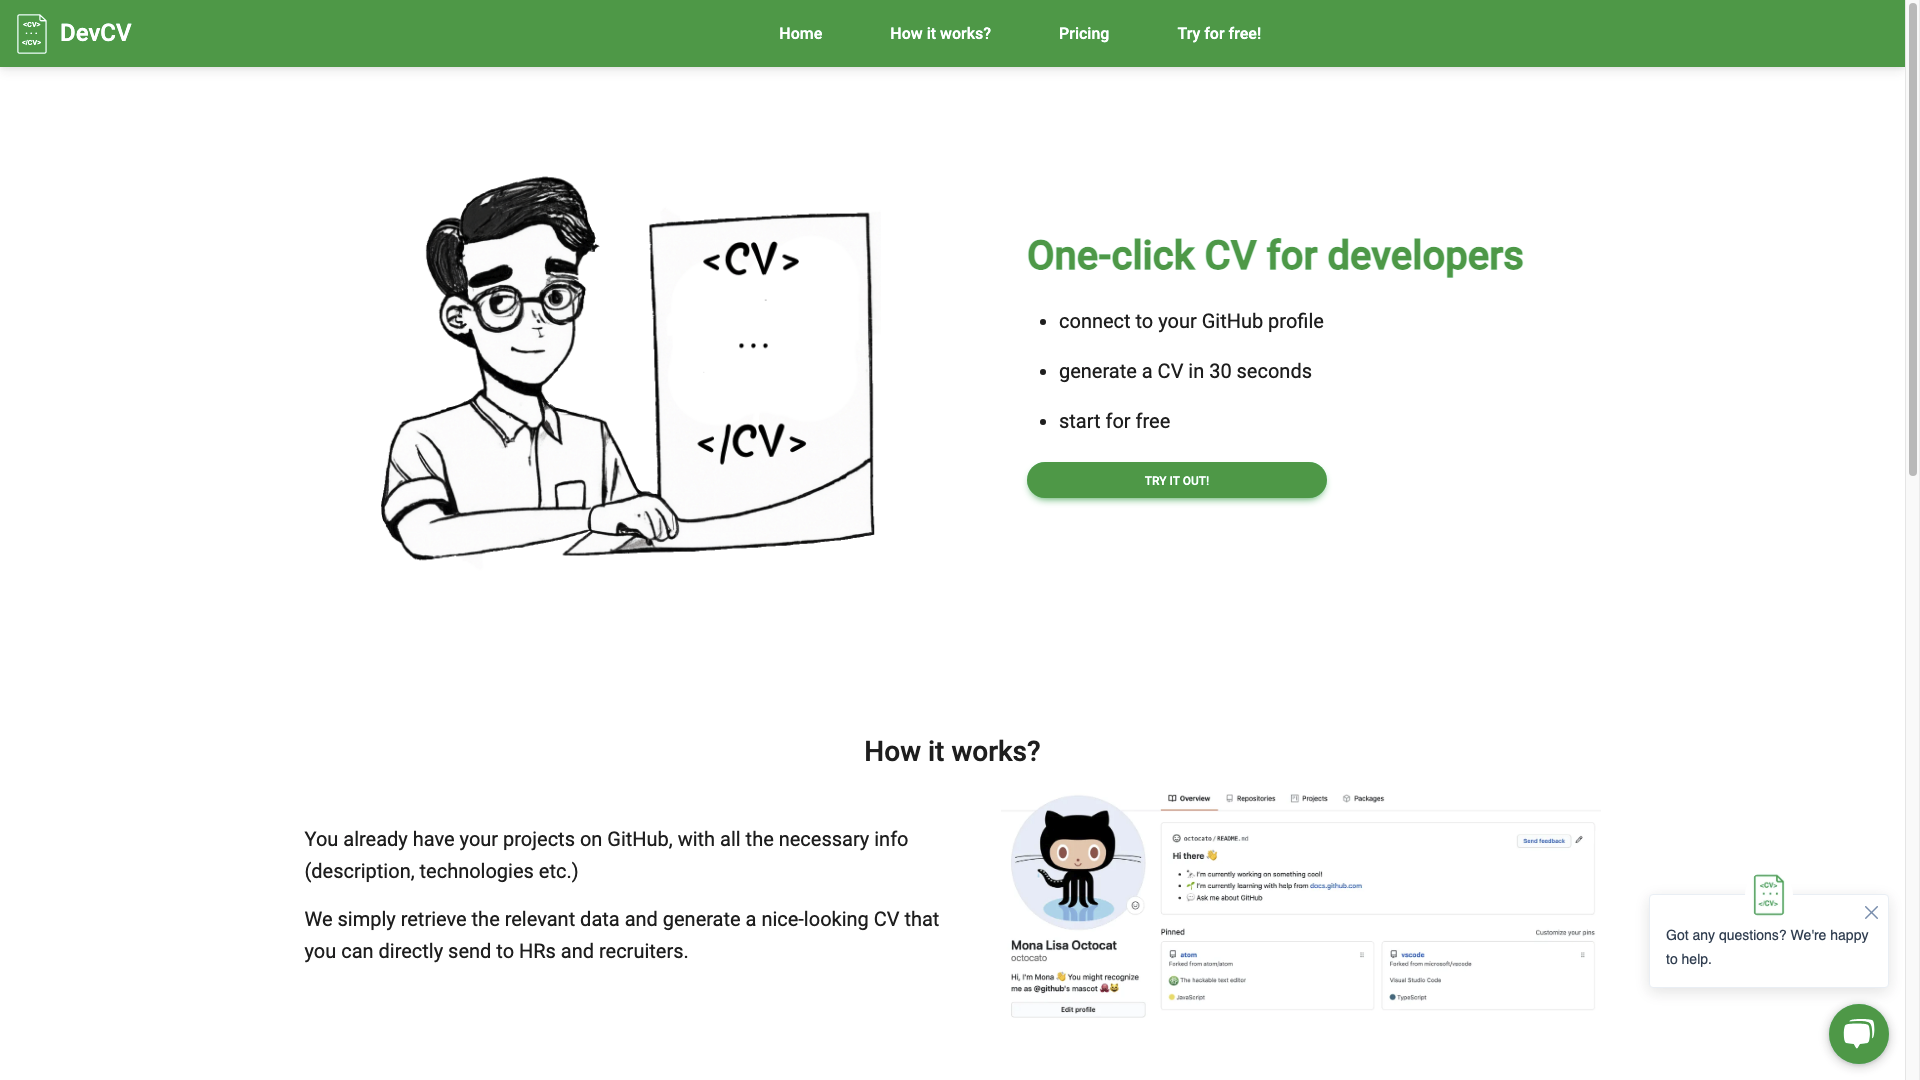 <CV>
...
</CV>
DevCV
Home
How it works?
Pricing
Try for free!
<CV>
...
</CV>
One-click CV for developers
• connect to your GitHub profile
• generate a CV in 30 seconds
• start for free
TRY IT OUT!
How it works?
You already have your projects on GitHub, with all the necessary info
(description, technologies etc.)
We simply retrieve the relevant data and generate a nice-looking CV that
you can directly send to HRs and recruiters.
Overview
Repositories
Projects
Packages
octocato/README.md
Send feedback
Hi there 👋
• 🔭 I'm currently working on something cool!
• 🌱 I'm currently learning with help from docs.github.com
• 💬 Ask me about GitHub
Mona Lisa Octocat
octocato
Hi, I'm Mona 👋 You might recognize
me as @github's mascot 🐙😺
Edit profile
Pinned
Customize your pins
atom
Forked from atom/atom
The hackable text editor
JavaScript
vscode
Forked from microsoft/vscode
Visual Studio Code
TypeScript
<CV>
...
</CV>
Got any questions? We're happy
to help.